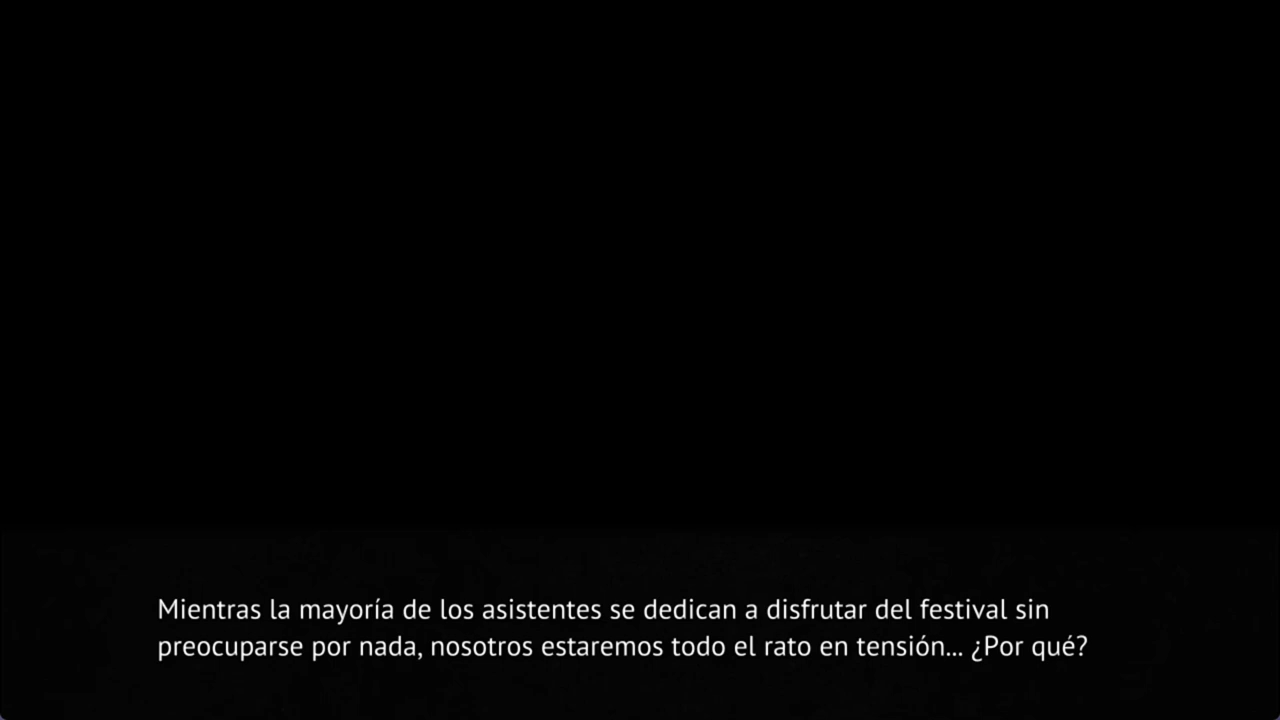 Mientras la mayoría de los asistentes se dedican a disfrutar del festival sin
preocuparse por nada, nosotros estaremos todo el rato en tensión... ¿Por qué?